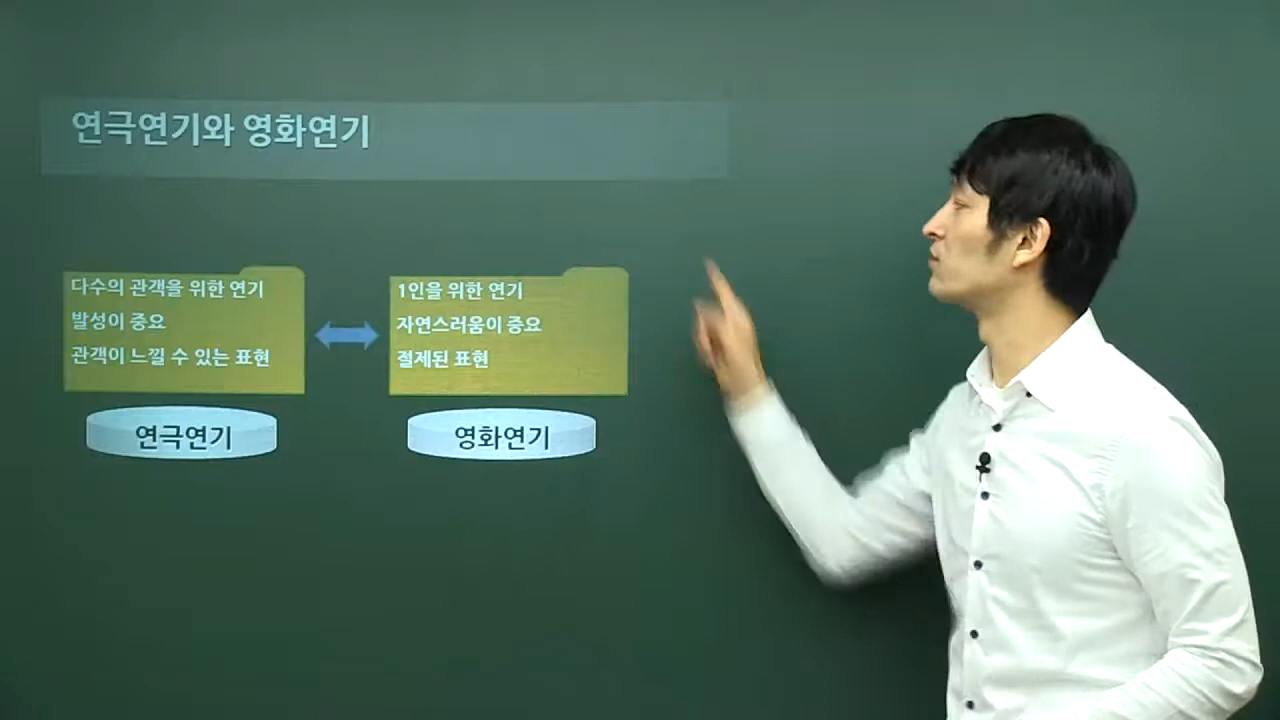 연극연기와 영화연기
다수의 관객을 위한 연기
발성이 중요
관객이 느낄 수 있는 표현
연극연기
1인을 위한 연기
자연스러움이 중요
절제된 표현
영화연기